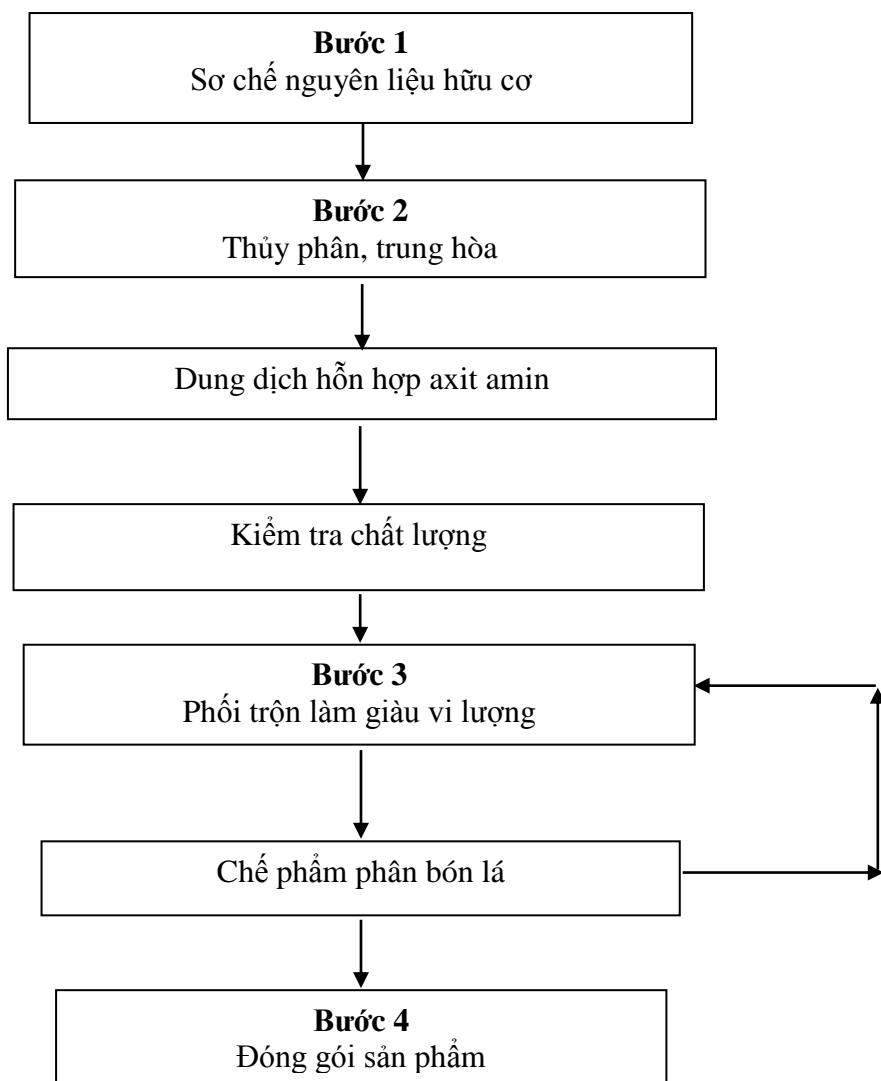 Bước 1
Sơ chế nguyên liệu hữu cơ
Bước 2
Thủy phân, trung hòa
Dung dịch hỗn hợp axit amin
Kiểm tra chất lượng
Bước 3
Phối trộn làm giàu vi lượng
Chế phẩm phân bón lá
Bước 4
Đóng gói sản phẩm